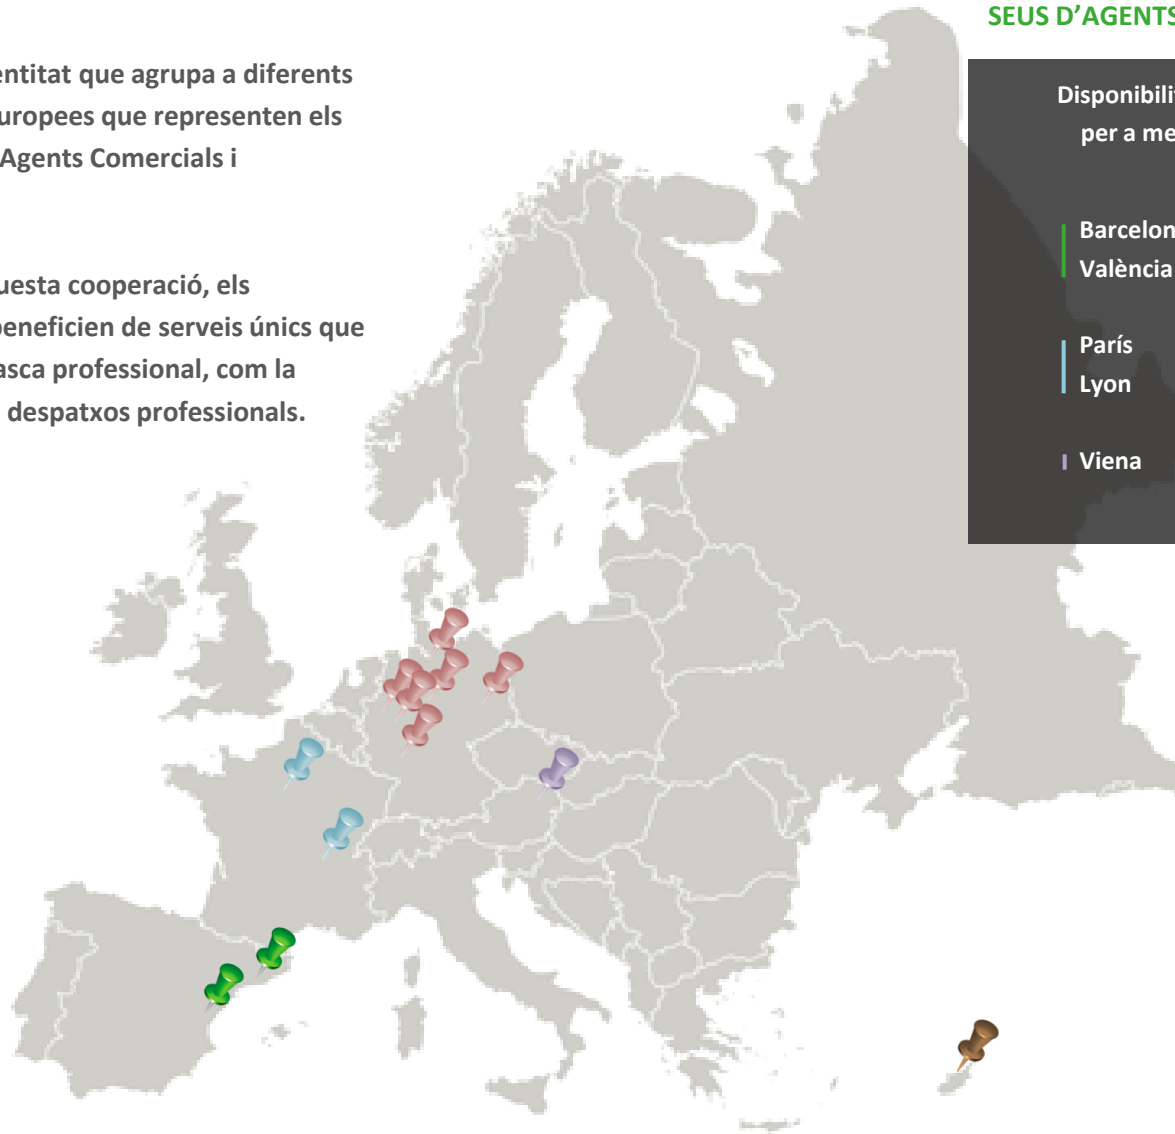 SEUS D’AGENTS
entitat que agrupa a diferents
europees que representen els
Agents Comercials i
uesta cooperació, els
beneficien de serveis únics que
asca professional, com la
despatxos professionals.
Disponibili
per a me
Barcelon
València
París
Lyon
Viena